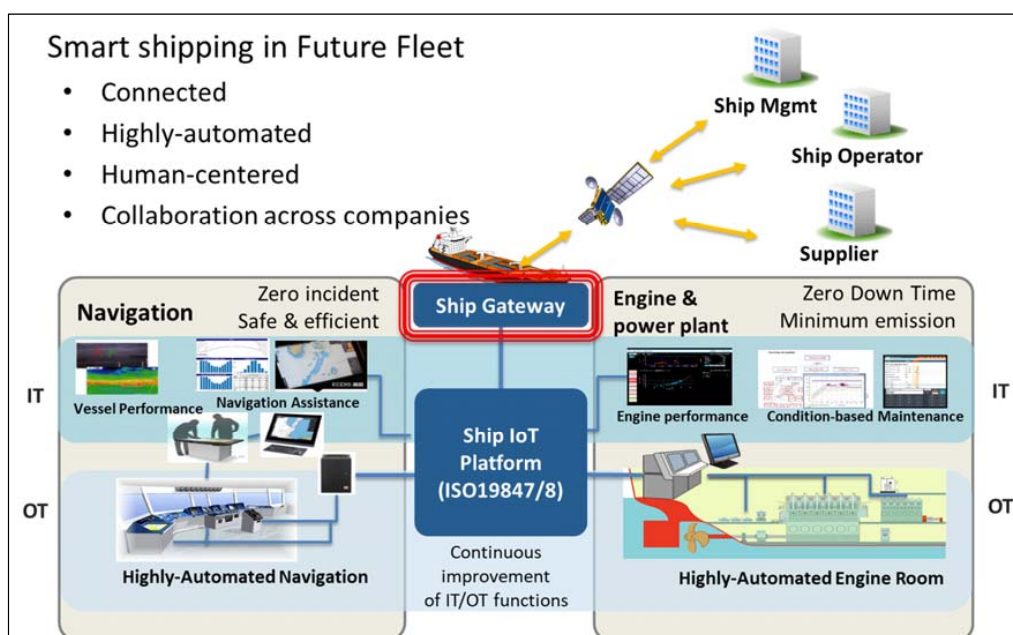 Smart shipping in Future Fleet
• Connected
• Highly-automated
• Human-centered
• Collaboration across companies
Ship Mgmt
Ship Operator
Supplier
Navigation
Zero incident
Safe & efficient
Ship Gateway
Engine &
power plant
Zero Down Time
Minimum emission
IT
Vessel Performance
Navigation Assistance
Engine performance
Condition-based Maintenance
IT
Ship IoT
Platform
(ISO19847/8)
OT
OT
Highly-Automated Navigation
Continuous
improvement
of IT/OT functions
Highly-Automated Engine Room